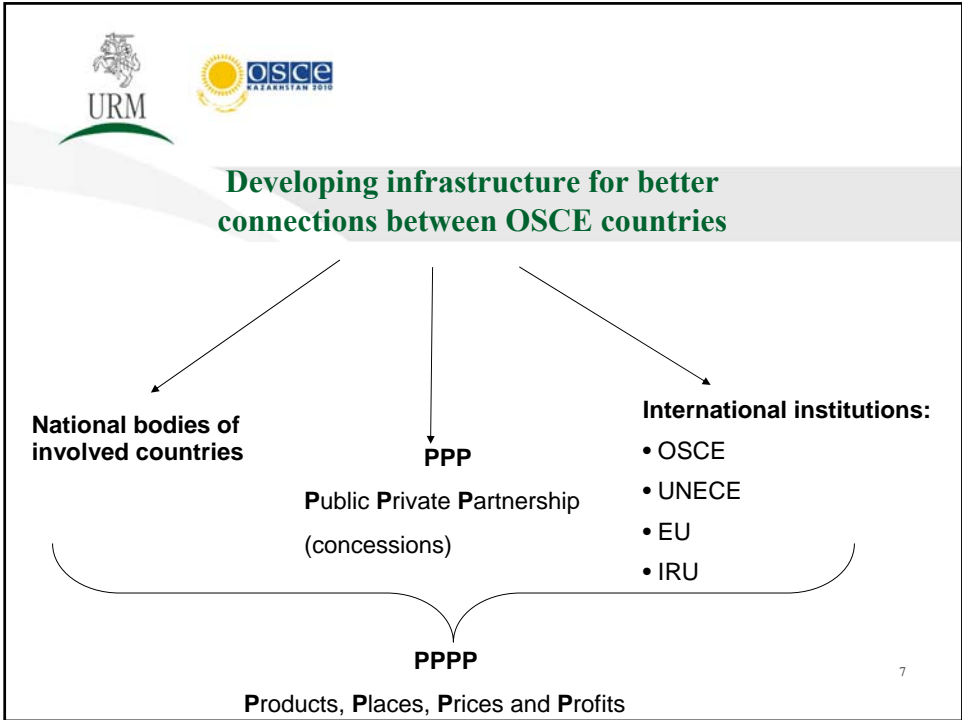 URM
OSCE
KAZAKHSTAN 2010
Developing infrastructure for better
connections between OSCE countries
National bodies of
involved countries
PPP
Public Private Partnership
(concessions)
International institutions:
• OSCE
• UNECE
• EU
• IRU
PPPP
Products, Places, Prices and Profits
7